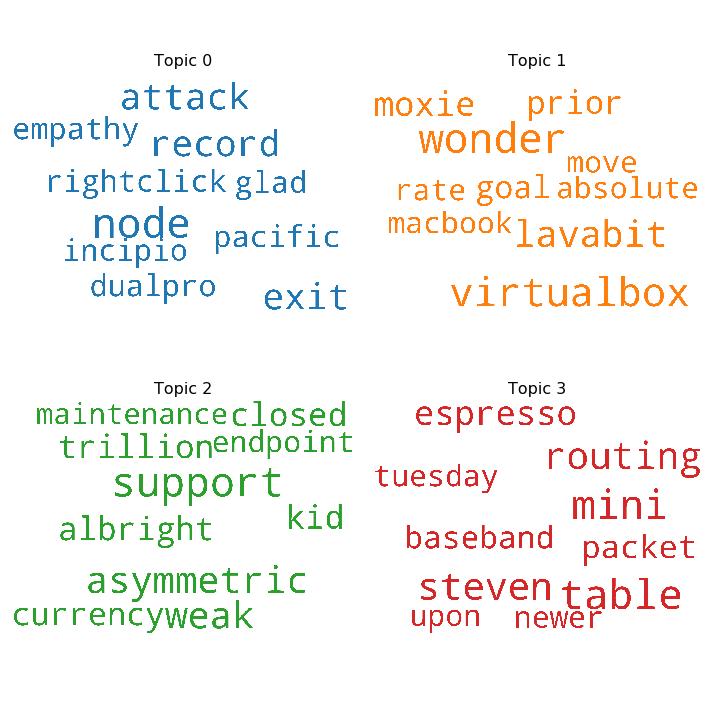 Topic 0
attack
empathy
record
rightclick glad
node
pacific
incipio
dualpro
exit
Topic 1
moxie prior
wonder
move
rate goal absolute
macbook
lavabit
virtualbox
Topic 2
maintenance closed
trillion endpoint
support
kid
albright
asymmetric
currency weak
Topic 3
espresso
routing
tuesday
mini
baseband
packet
steven table
upon newer